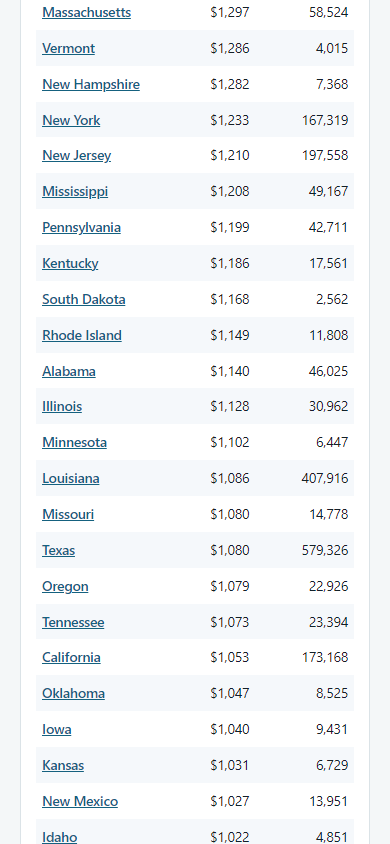 Massachusetts $1,297 58,524
Vermont $1,286 4,015
New Hampshire $1,282 7,368
New York $1,233 167,319
New Jersey $1,210 197,558
Mississippi $1,208 49,167
Pennsylvania $1,199 42,711
Kentucky $1,186 17,561
South Dakota $1,168 2,562
Rhode Island $1,149 11,808
Alabama $1,140 46,025
Illinois $1,128 30,962
Minnesota $1,102 6,447
Louisiana $1,086 407,916
Missouri $1,080 14,778
Texas $1,080 579,326
Oregon $1,079 22,926
Tennessee $1,073 23,394
California $1,053 173,168
Oklahoma $1,047 8,525
Iowa $1,040 9,431
Kansas $1,031 6,729
New Mexico $1,027 13,951
Idaho $1,022 4,851